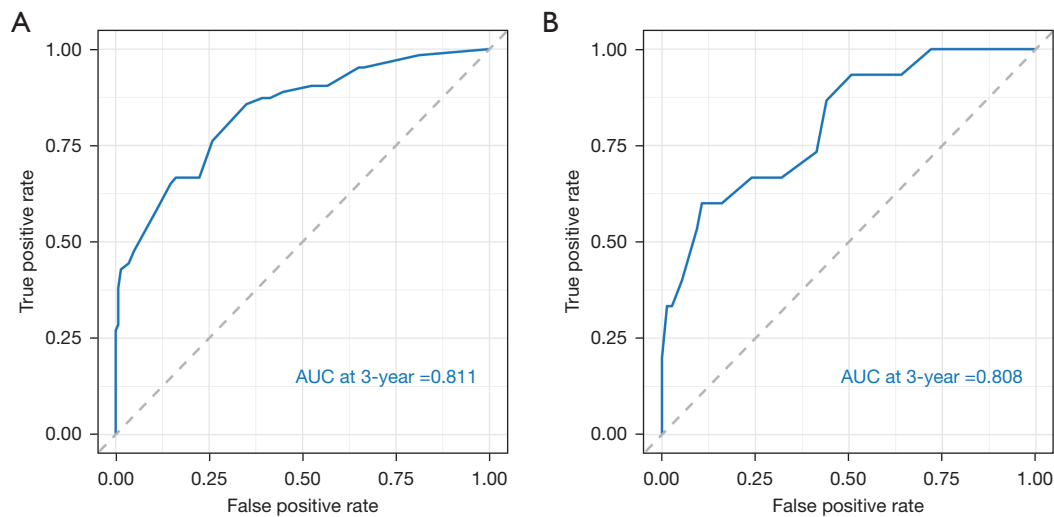 A
1.00
0.75
0.50
0.25
0.00
True positive rate
AUC at 3-year =0.811
0.00 0.25 0.50 0.75 1.00
False positive rate
B
1.00
0.75
0.50
0.25
0.00
True positive rate
AUC at 3-year =0.808
0.00 0.25 0.50 0.75 1.00
False positive rate